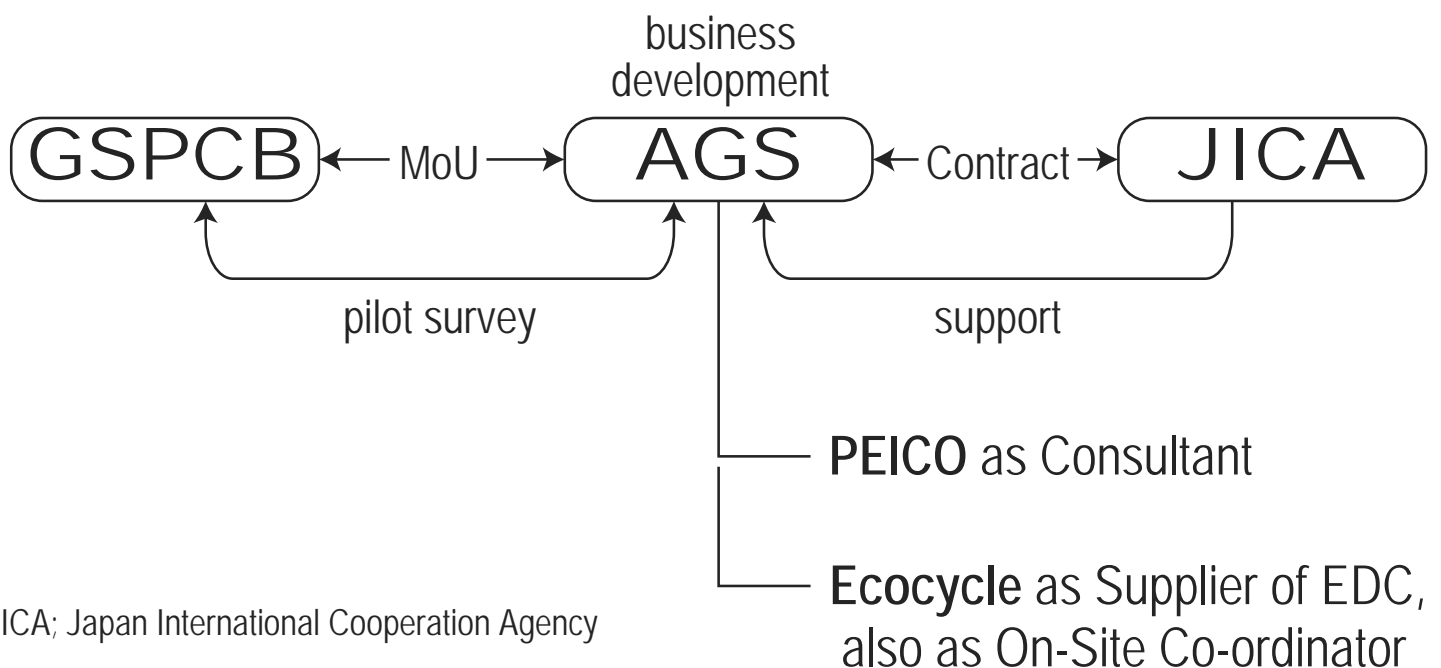 business
development
GSPCB MoU AGS Contract JICA
pilot survey support
PEICO as Consultant
Ecocycle as Supplier of EDC,
ICA; Japan International Cooperation Agency
also as On-Site Co-ordinator